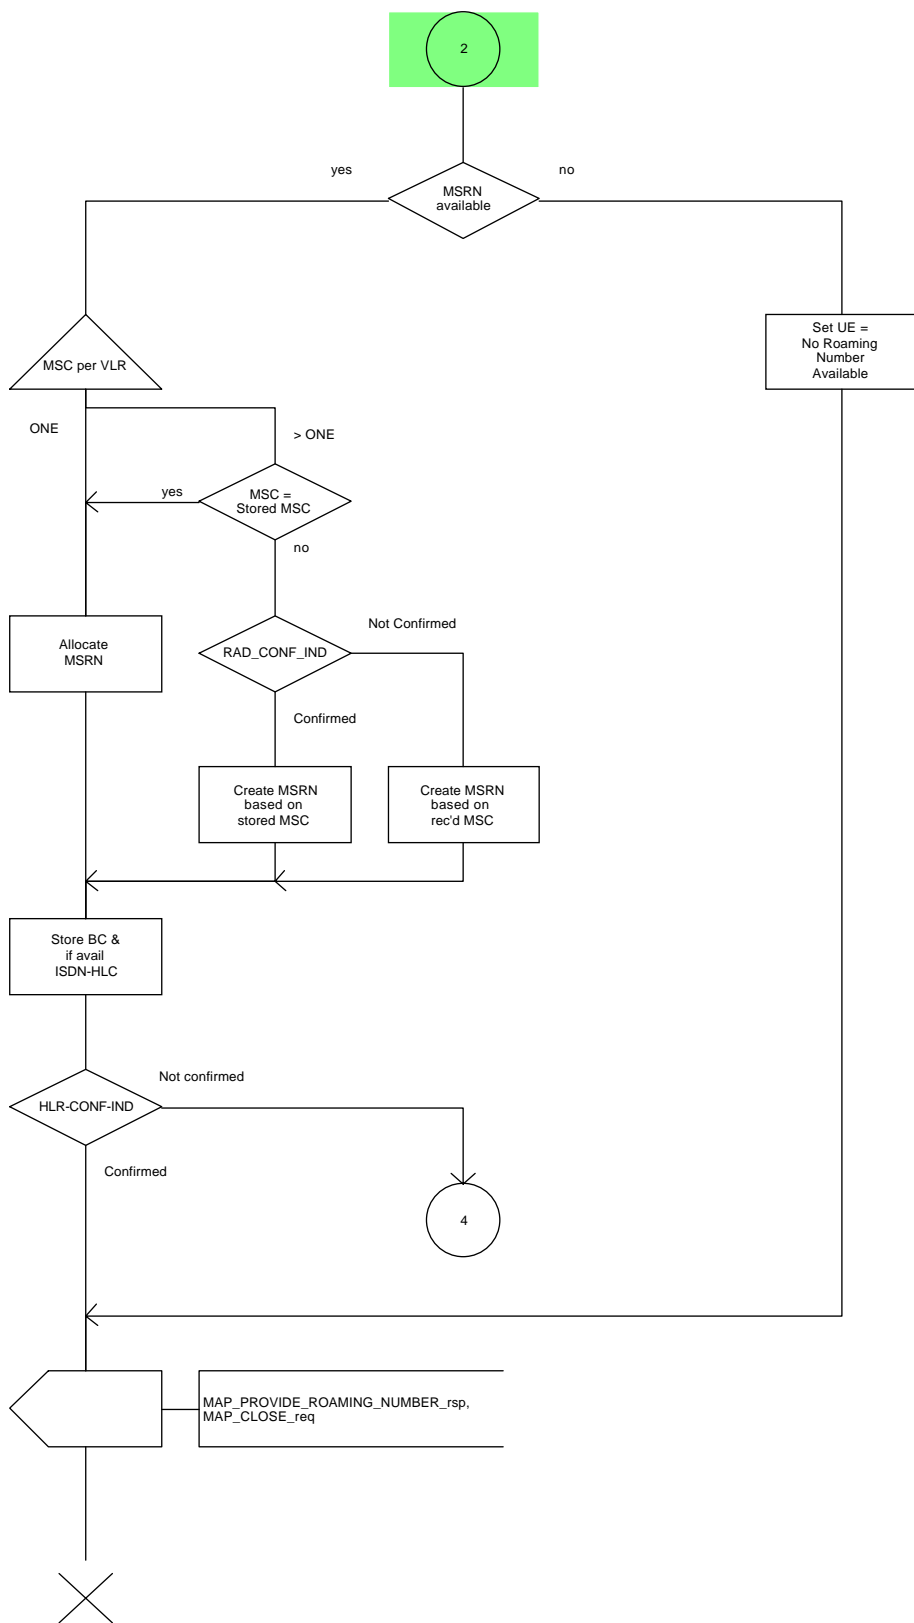 2
yes
no
MSRN
available
Set UE =
No Roaming
Number
Available
MSC per VLR
ONE
> ONE
yes
MSC =
Stored MSC
no
Allocate
MSRN
Not Confirmed
RAD_CONF_IND
Confirmed
Create MSRN
based on
stored MSC
Create MSRN
based on
rec'd MSC
Store BC &
if avail
ISDN-HLC
Not confirmed
HLR-CONF-IND
Confirmed
4
MAP_PROVIDE_ROAMING_NUMBER_rsp,
MAP_CLOSE_req